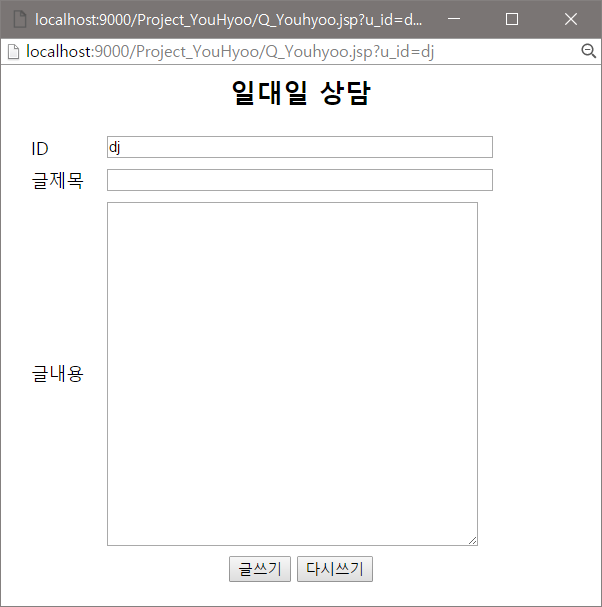 localhost:9000/Project_YouHyoo/Q_Youhyoo.jsp?u_id=d...
localhost:9000/Project_YouHyoo/Q_Youhyoo.jsp?u_id=dj
일대일 상담
ID dj
글제목
글내용
글쓰기 다시쓰기